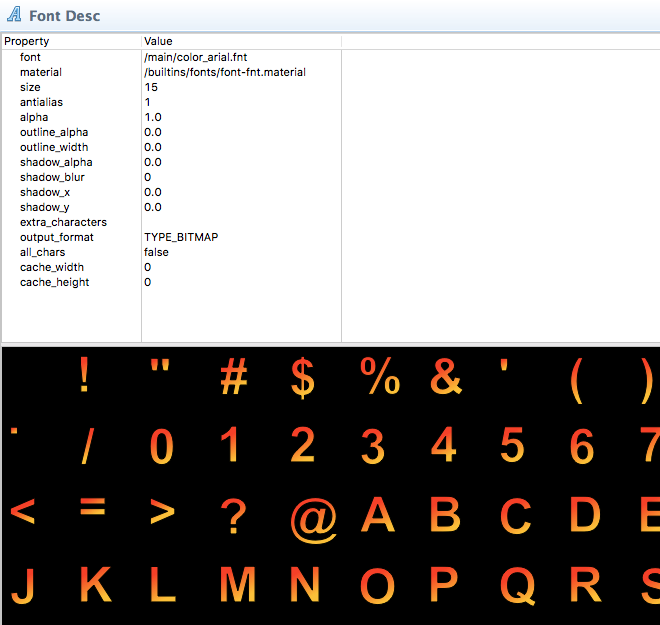 Font Desc
Property Value
font /main/color_arial.fnt
material /builtins/fonts/font-fnt.material
size 15
antialias 1
alpha 1.0
outline_alpha 0.0
outline_width 0.0
shadow_alpha 0.0
shadow_blur 0
shadow_x 0.0
shadow_y 0.0
extra_characters
output_format TYPE_BITMAP
all_chars false
cache_width 0
cache_height 0
! " # $ % & ' ( )
. / 0 1 2 3 4 5 6 7
< = > ? @ A B C D E
J K L M N O P Q R S